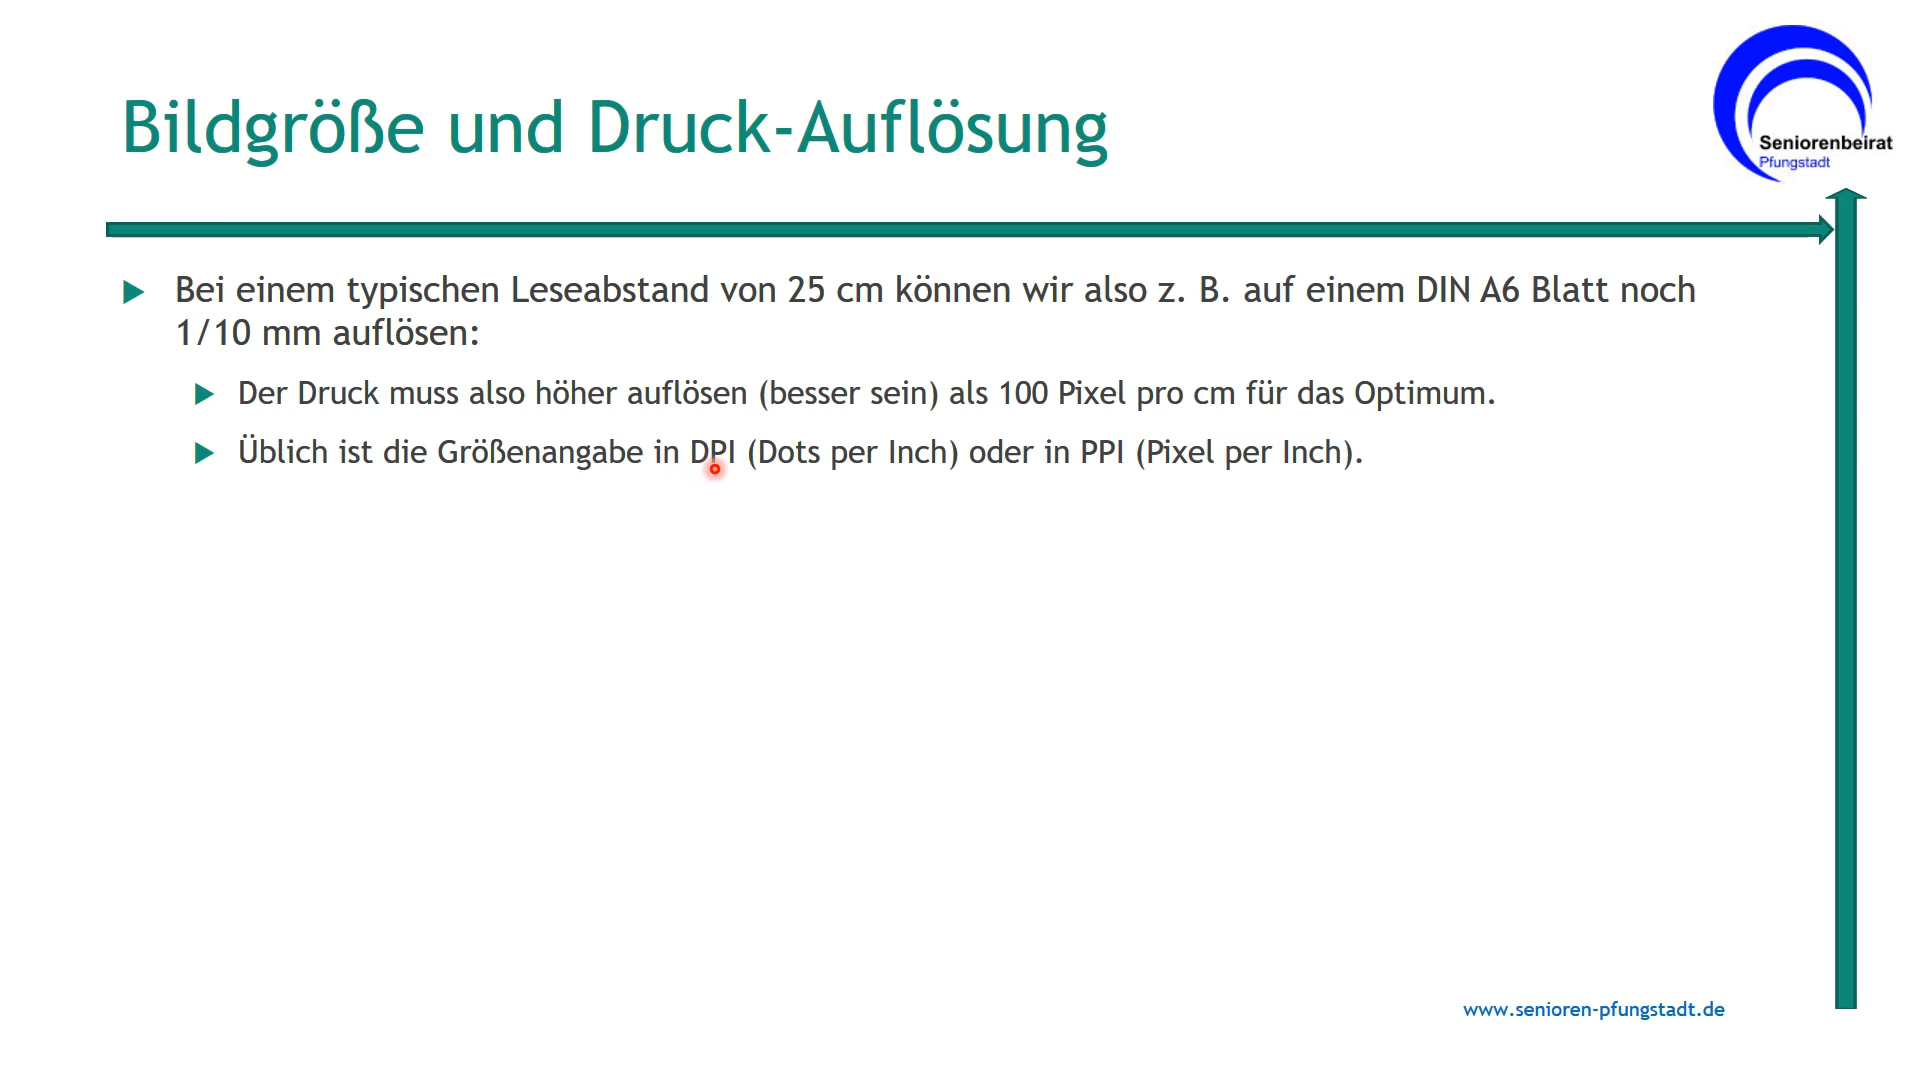 Bildgröße und Druck-Auflösung
Seniorenbeirat
Pfungstadt
Bei einem typischen Leseabstand von 25 cm können wir also z. B. auf einem DIN A6 Blatt noch
1/10 mm auflösen:
Der Druck muss also höher auflösen (besser sein) als 100 Pixel pro cm für das Optimum.
Üblich ist die Größenangabe in DPI (Dots per Inch) oder in PPI (Pixel per Inch).
www.senioren-pfungstadt.de